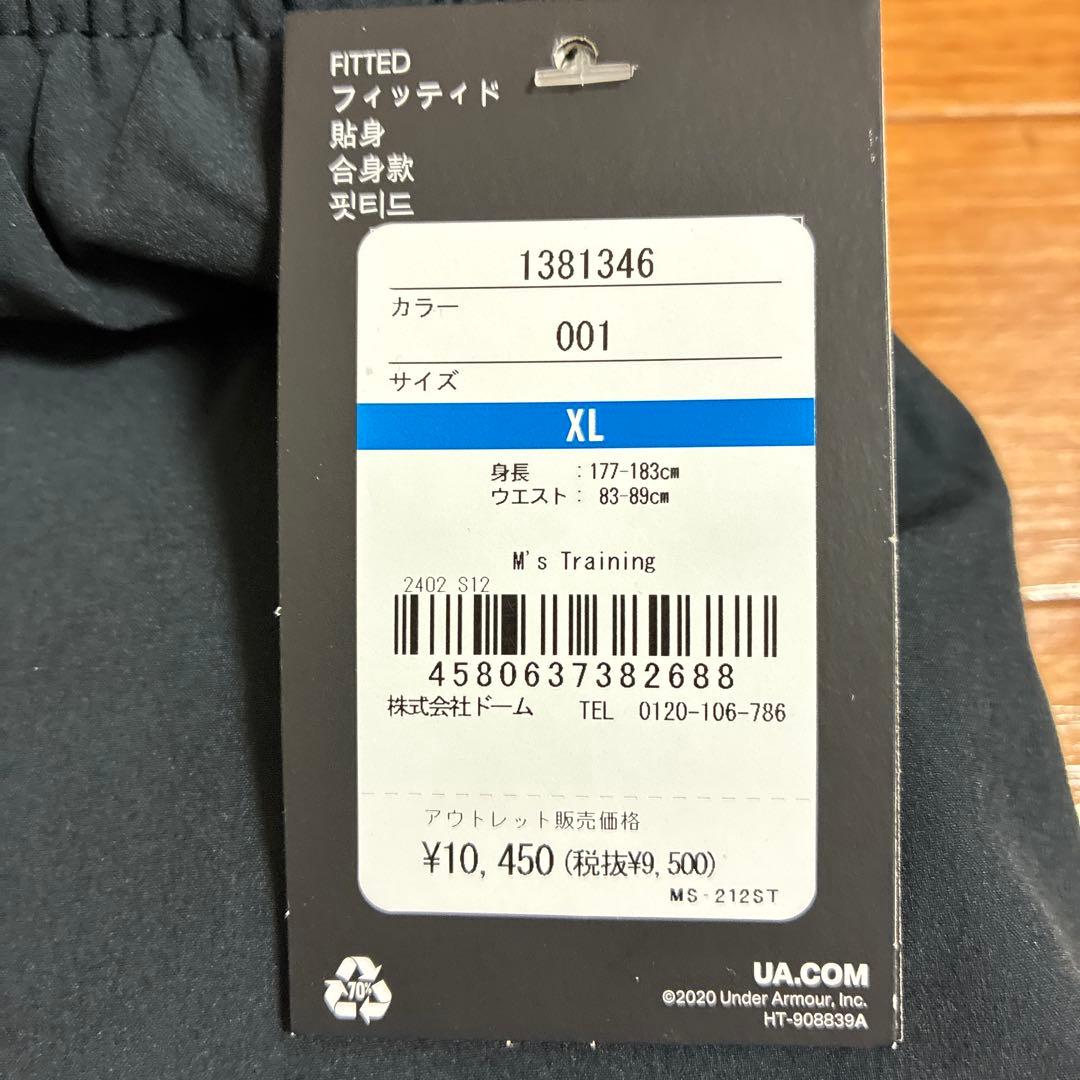 FITTED
フィッティド
貼身
合身款
핏티드
1381346
カラー
001
サイズ
XL
身長 :177-183cm
ウエスト: 83-89cm
M's Training
2402 S12
4580637382688
株式会社ドーム TEL 0120-106-786
アウトレット販売価格
¥10,450(税抜¥9,500)
MS-212ST
70%
UA.COM
©2020 Under Armour, Inc.
HT-908839A